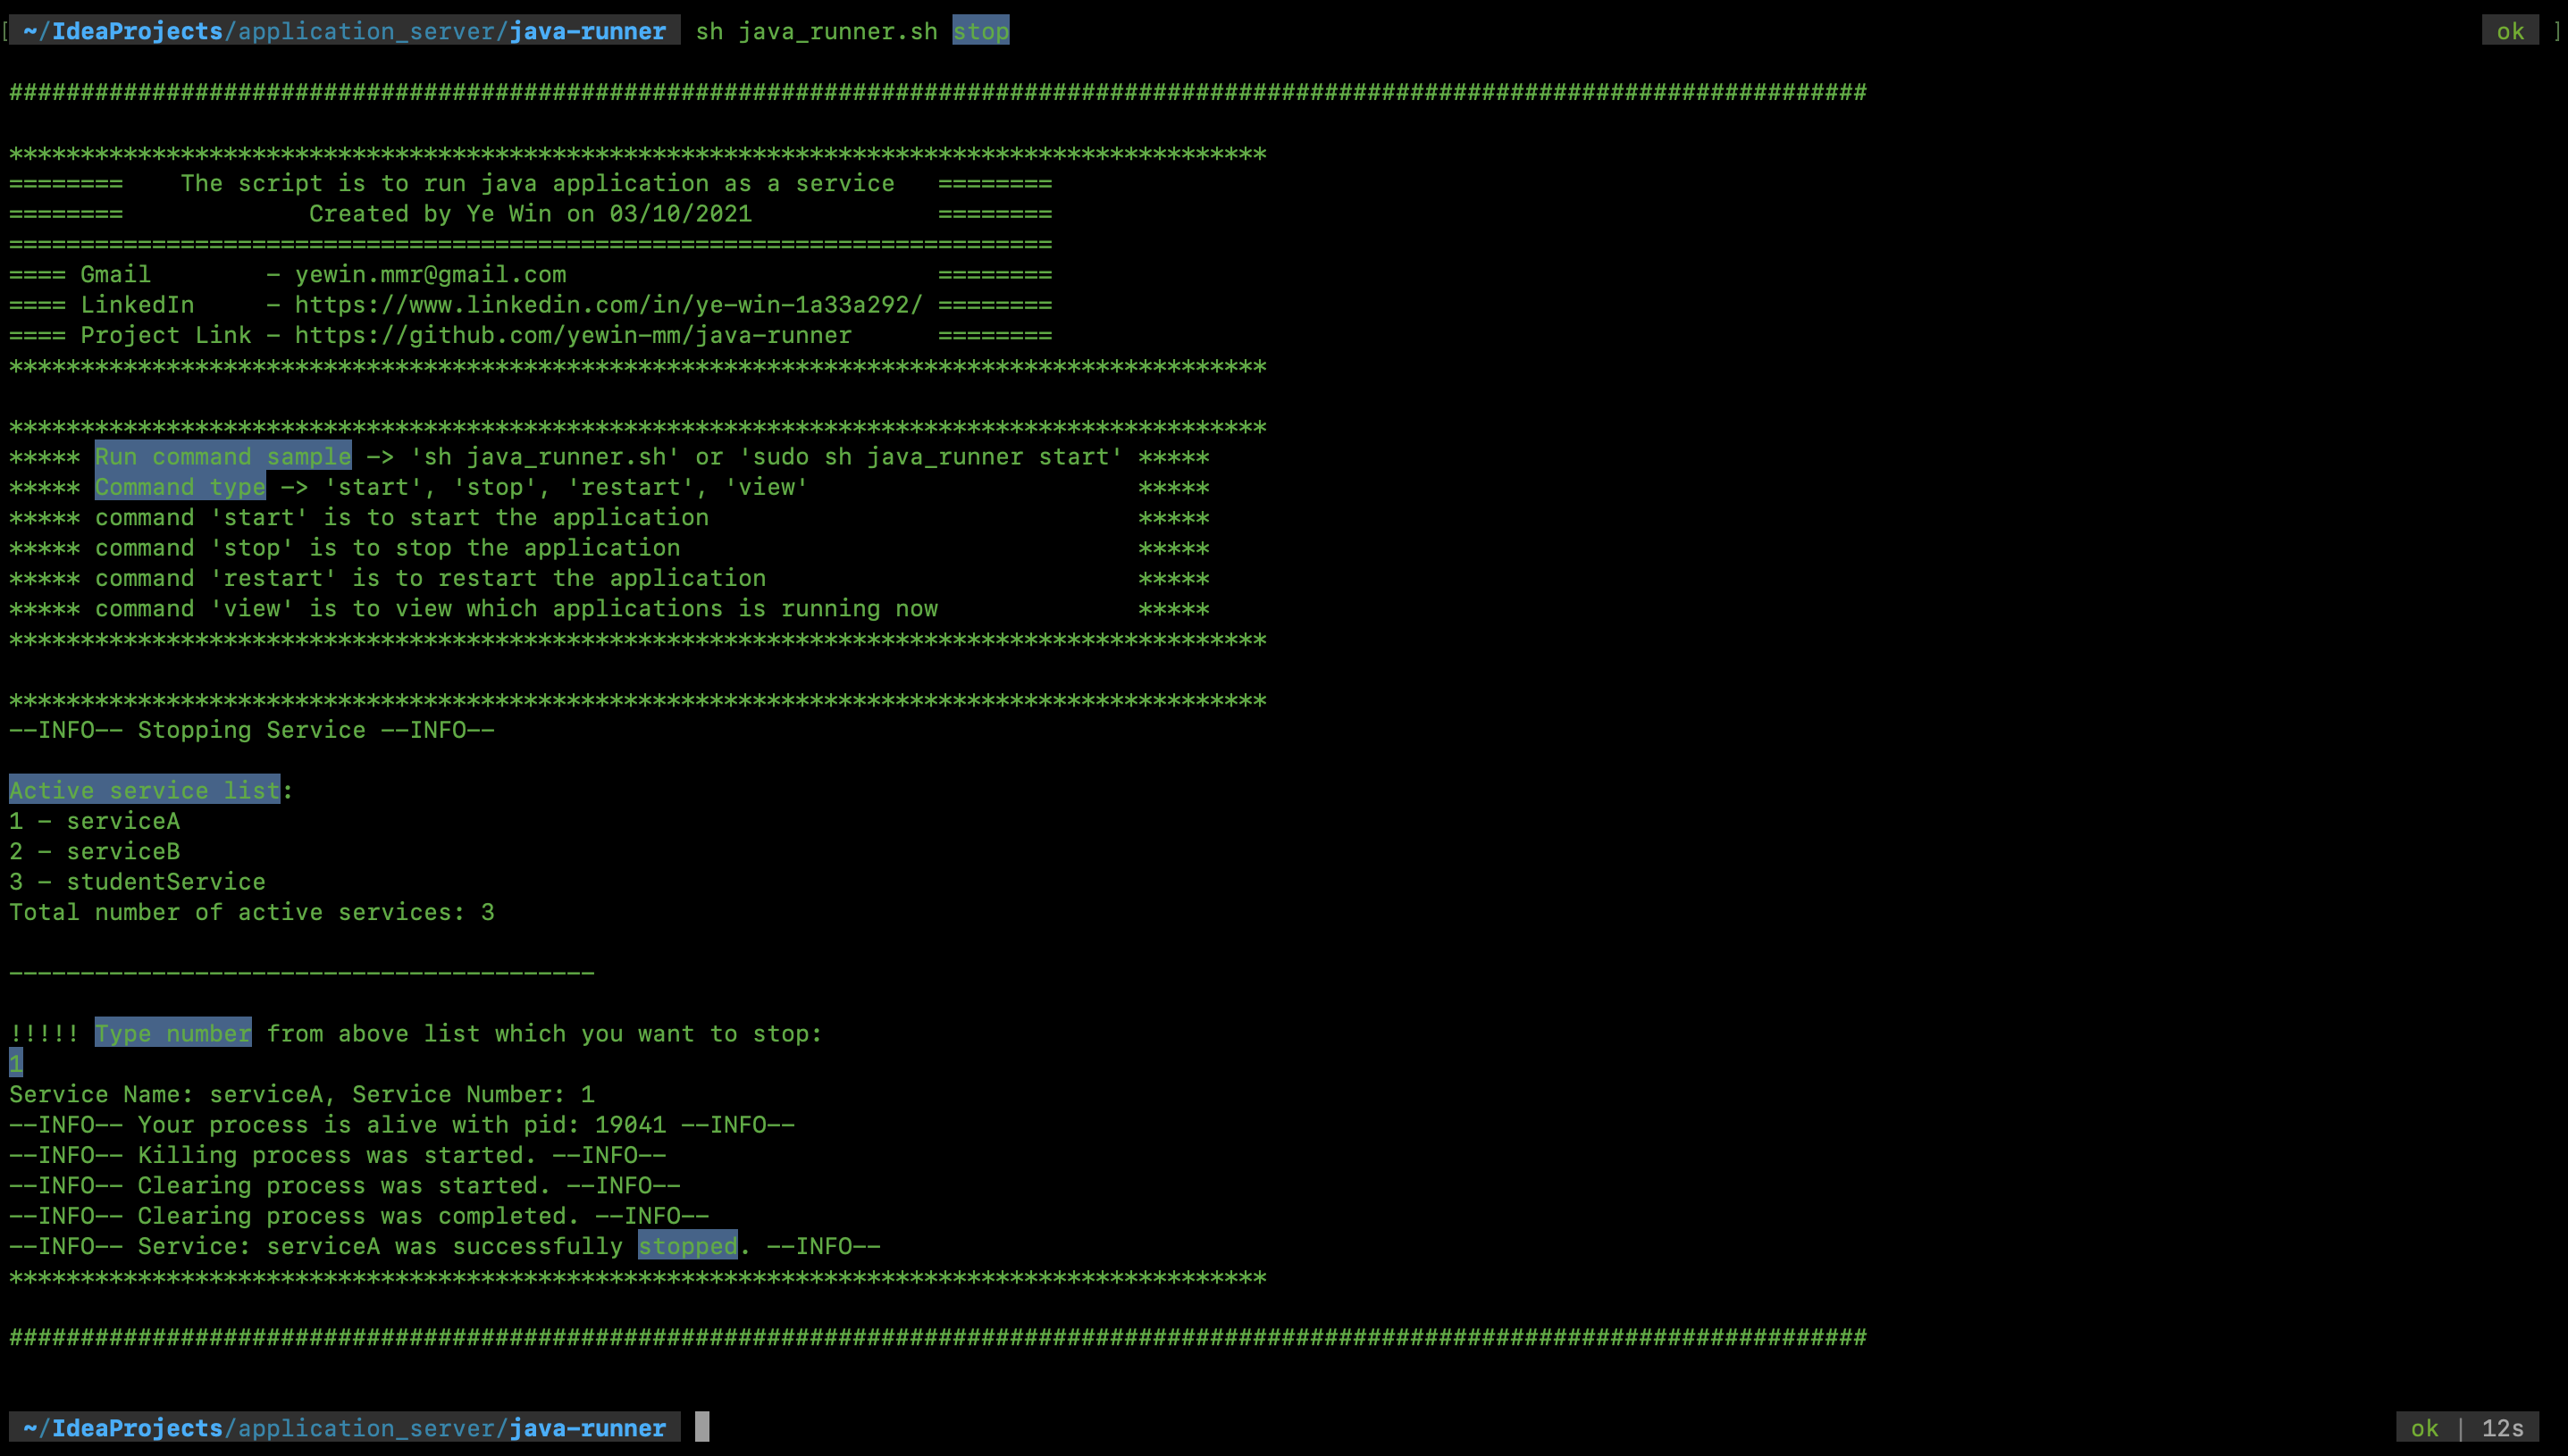 [ ~/IdeaProjects/application_server/java-runner  sh java_runner.sh stop ok ]
##################################################################################################################################
****************************************************************************************
========    The script is to run java application as a service   ========
========             Created by Ye Win on 03/10/2021             ========
=========================================================================
==== Gmail        - yewin.mmr@gmail.com                          ========
==== LinkedIn     - https://www.linkedin.com/in/ye-win-1a33a292/ ========
==== Project Link - https://github.com/yewin-mm/java-runner      ========
****************************************************************************************
****************************************************************************************
***** Run command sample -> 'sh java_runner.sh' or 'sudo sh java_runner start' *****
***** Command type -> 'start', 'stop', 'restart', 'view'                       *****
***** command 'start' is to start the application                              *****
***** command 'stop' is to stop the application                                *****
***** command 'restart' is to restart the application                          *****
***** command 'view' is to view which applications is running now              *****
****************************************************************************************
****************************************************************************************
--INFO-- Stopping Service --INFO--
Active service list:
1 - serviceA
2 - serviceB
3 - studentService
Total number of active services: 3
-----------------------------------------
!!!!! Type number from above list which you want to stop:
1
Service Name: serviceA, Service Number: 1
--INFO-- Your process is alive with pid: 19041 --INFO--
--INFO-- Killing process was started. --INFO--
--INFO-- Clearing process was started. --INFO--
--INFO-- Clearing process was completed. --INFO--
--INFO-- Service: serviceA was successfully stopped. --INFO--
****************************************************************************************
##################################################################################################################################
~/IdeaProjects/application_server/java-runner ok | 12s